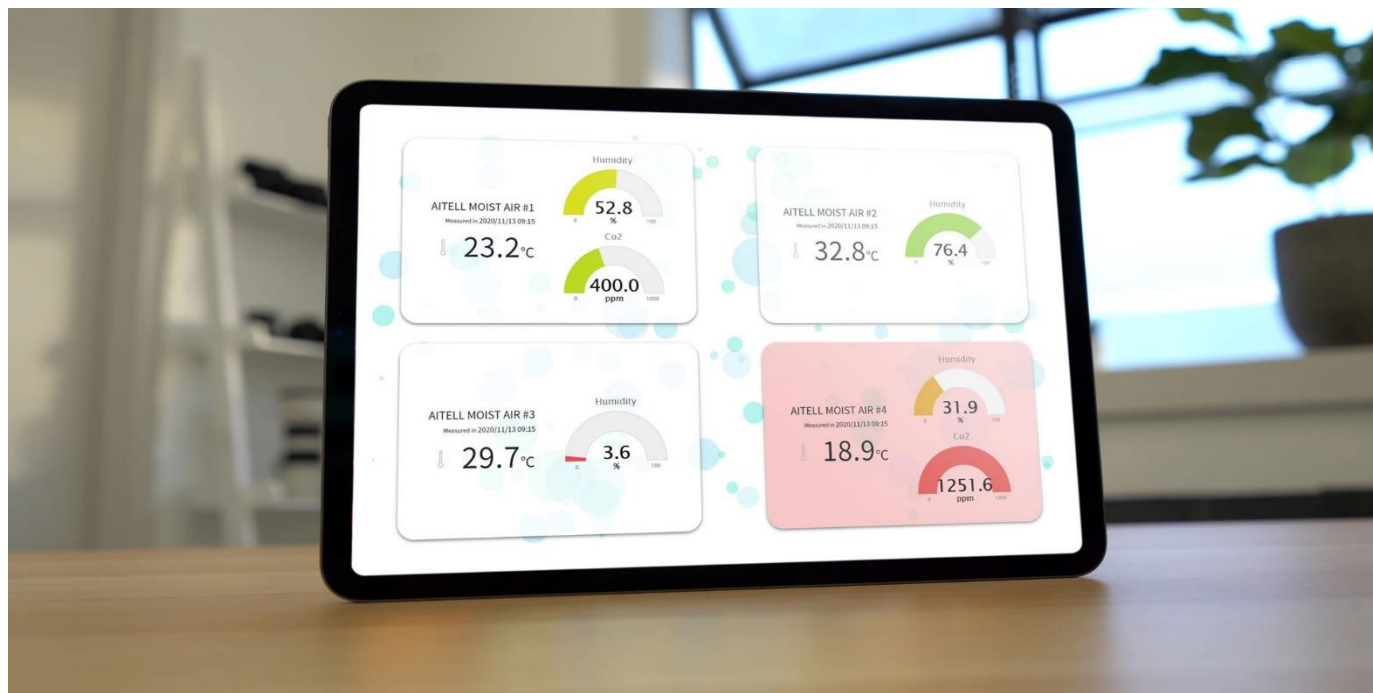 Humidity
AITELL MOIST AIR #1
52.8
Measured in 2020/11/13 09:15
0 % 100
23.2°C
Co2
400.0
0 ppm 1000
Humidity
AITELL MOIST AIR #2
Measured in 2020/11/13 09:15
32.8°C
76.4
0 % 100
Humidity
AITELL MOIST AIR #3
Measured in 2020/11/13 09:15
29.7°C
3.6
0 % 100
Humidity
31.9
AITELL MOIST AIR #4
0 % 100
Measured in 2020/11/13 09:15
18.9°C
Co2
1251.6
0 ppm 1000